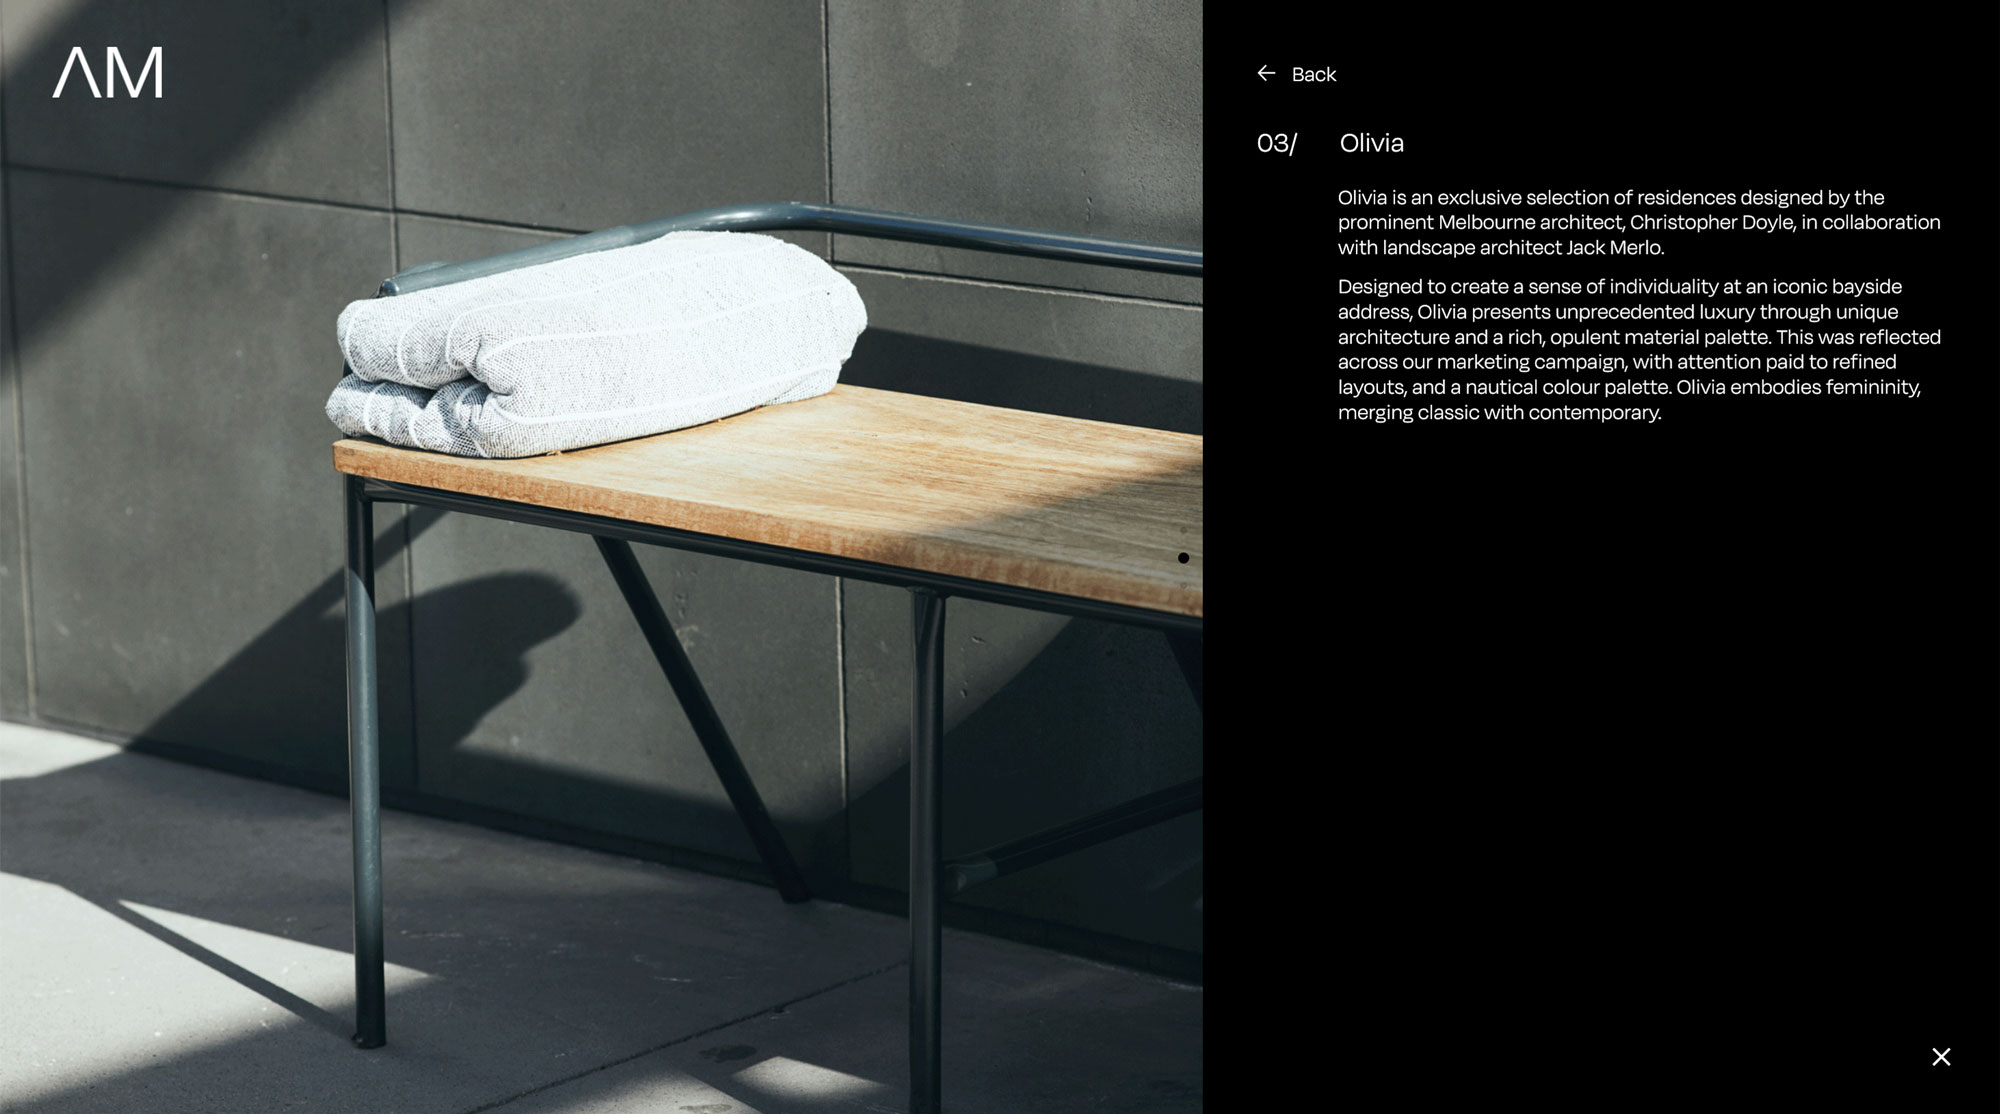 ΛM
← Back
03/ Olivia
Olivia is an exclusive selection of residences designed by the
prominent Melbourne architect, Christopher Doyle, in collaboration
with landscape architect Jack Merlo.
Designed to create a sense of individuality at an iconic bayside
address, Olivia presents unprecedented luxury through unique
architecture and a rich, opulent material palette. This was reflected
across our marketing campaign, with attention paid to refined
layouts, and a nautical colour palette. Olivia embodies femininity,
merging classic with contemporary.